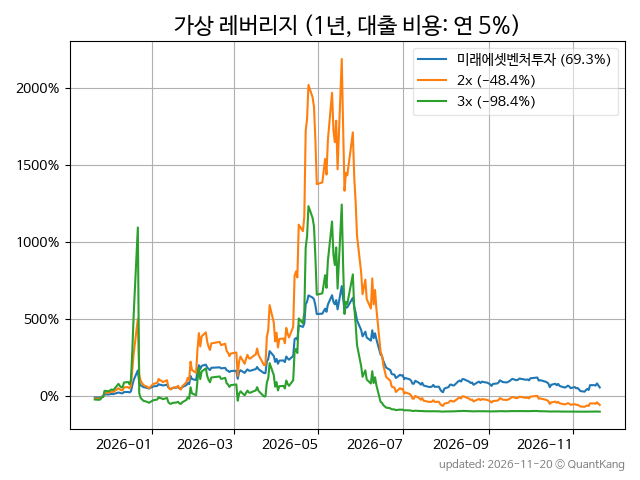 가상 레버리지 (1년, 대출 비용: 연 5%)
미래에셋벤처투자 (69.3%)
2x (-48.4%)
3x (-98.4%)
2000%
1500%
1000%
500%
0%
2026-01 2026-03 2026-05 2026-07 2026-09 2026-11
updated: 2026-11-20 © QuantKang